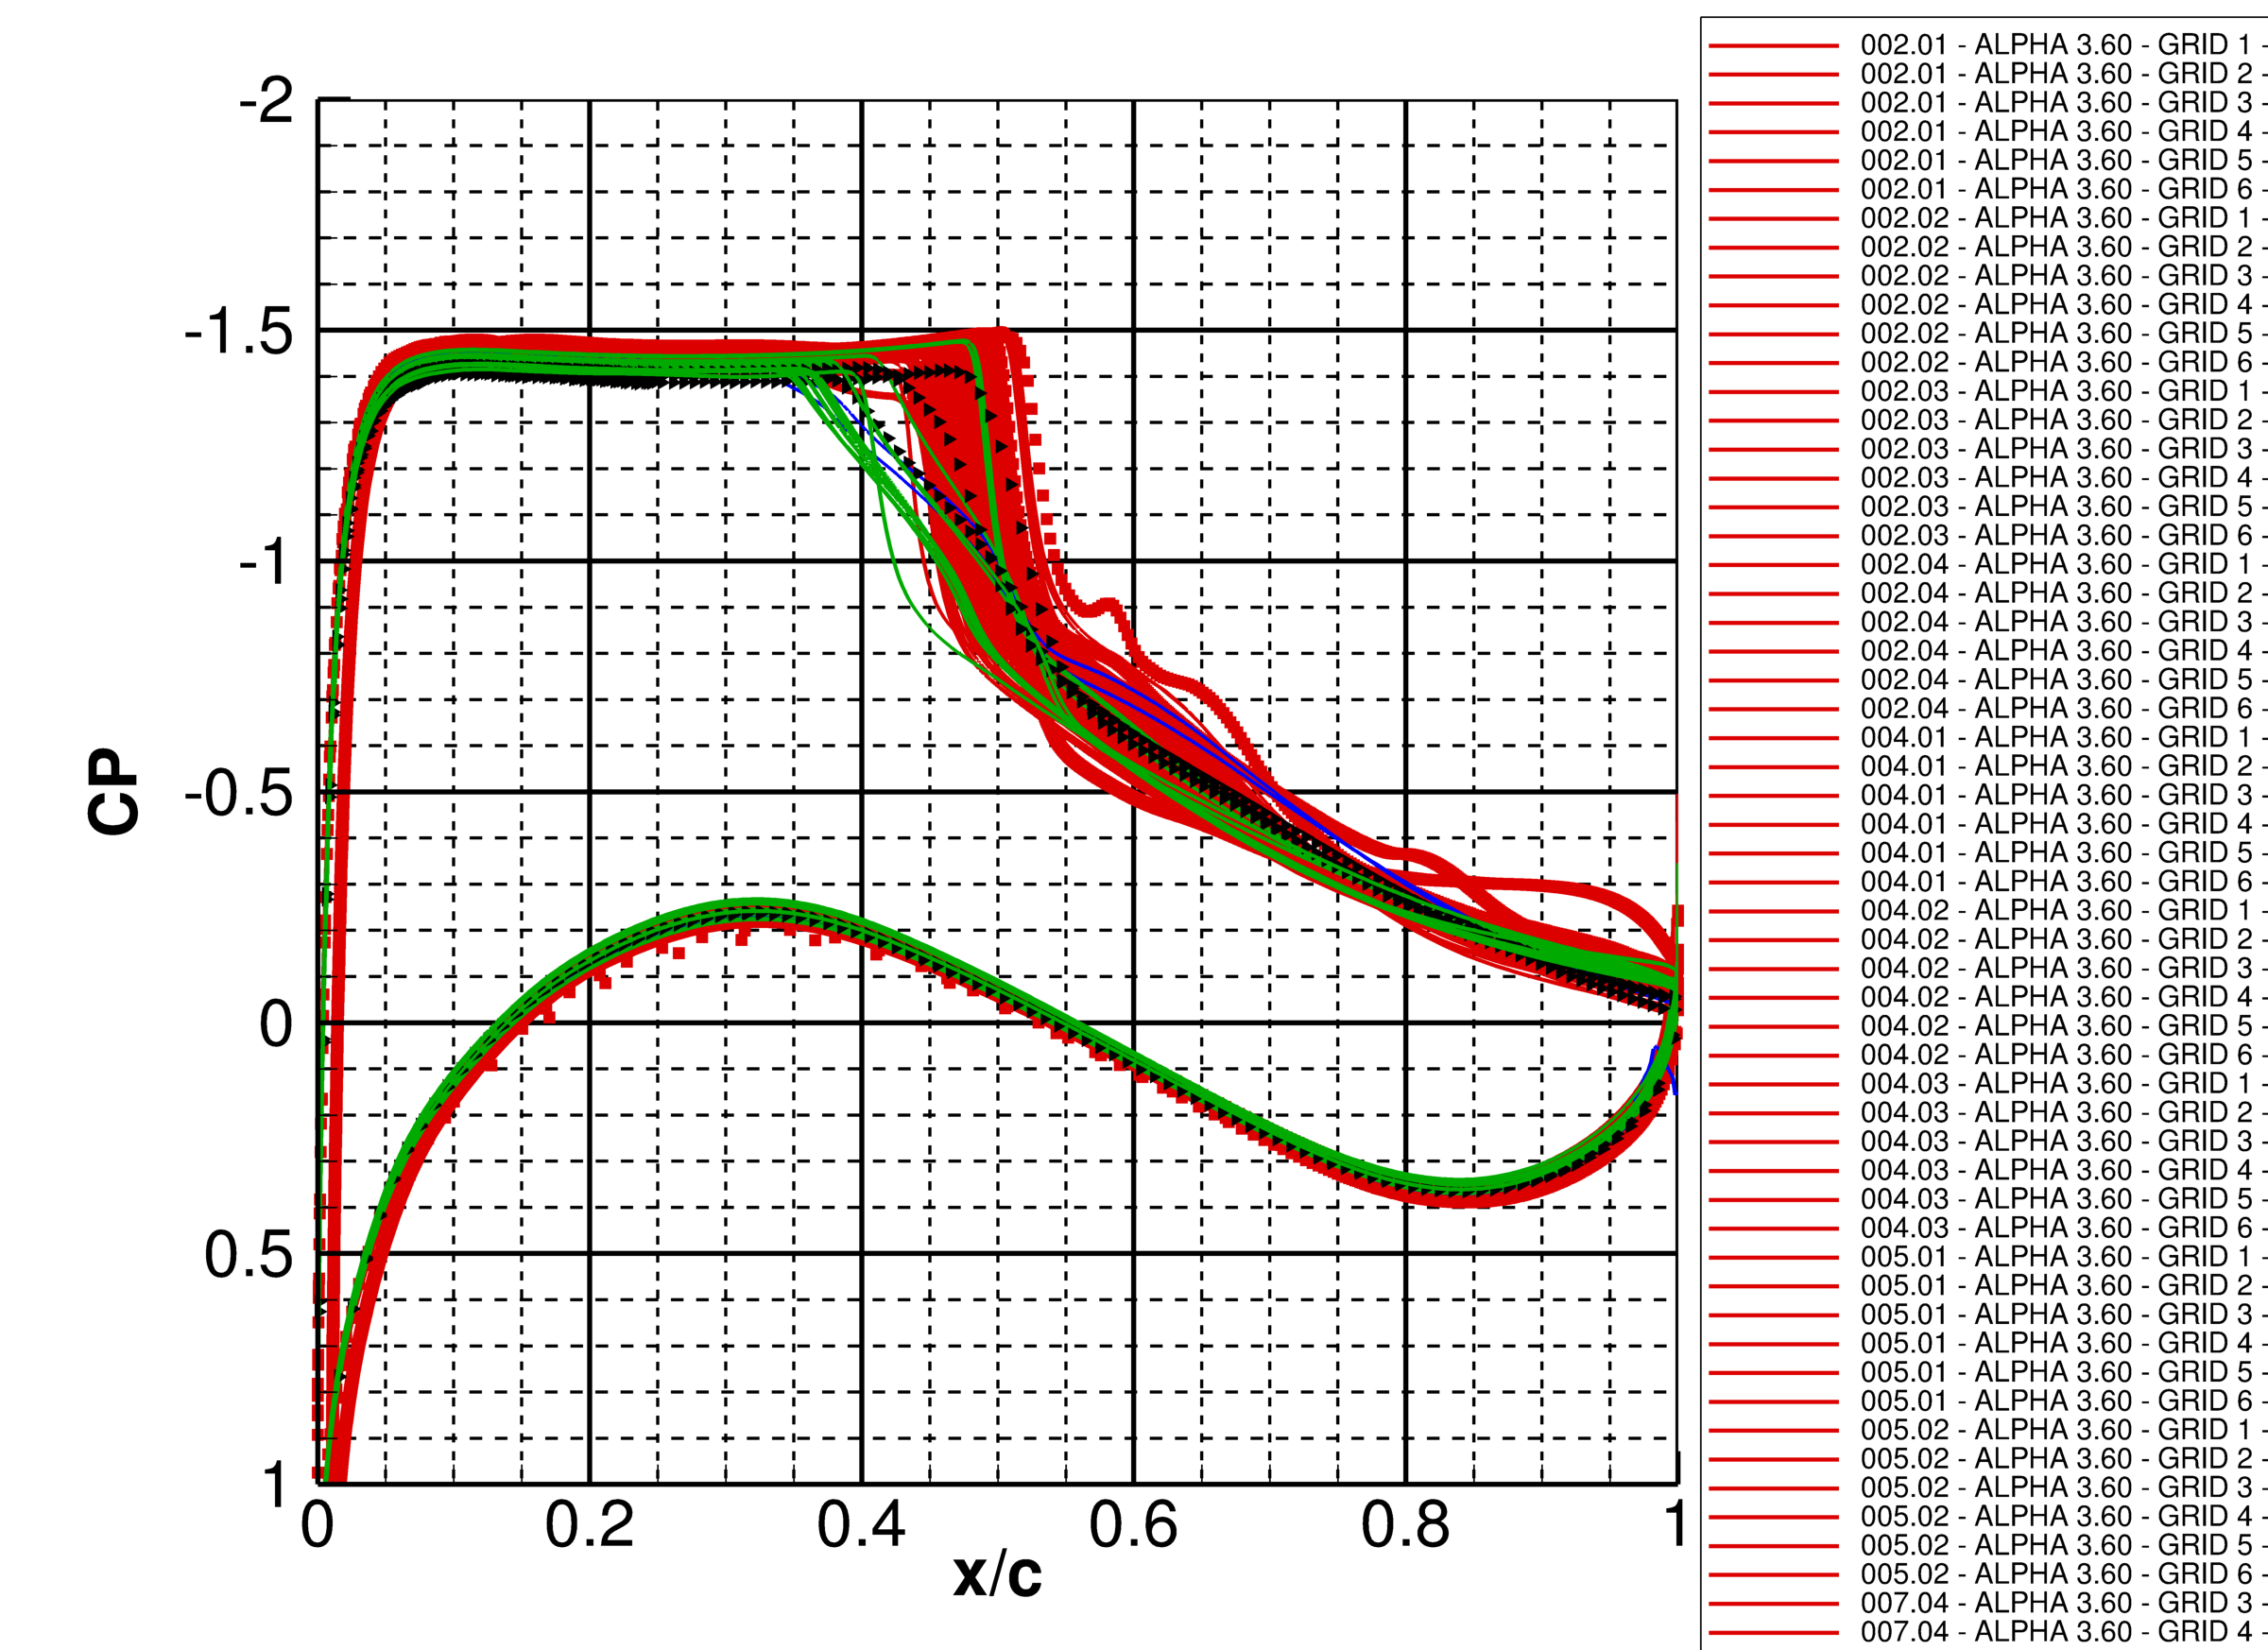 -2
-1.5
-1
-0.5
0
0.5
1
CP
0 0.2 0.4 0.6 0.8 1
x/c
002.01 - ALPHA 3.60 - GRID 1 -
002.01 - ALPHA 3.60 - GRID 2 -
002.01 - ALPHA 3.60 - GRID 3 -
002.01 - ALPHA 3.60 - GRID 4 -
002.01 - ALPHA 3.60 - GRID 5 -
002.01 - ALPHA 3.60 - GRID 6 -
002.02 - ALPHA 3.60 - GRID 1 -
002.02 - ALPHA 3.60 - GRID 2 -
002.02 - ALPHA 3.60 - GRID 3 -
002.02 - ALPHA 3.60 - GRID 4 -
002.02 - ALPHA 3.60 - GRID 5 -
002.02 - ALPHA 3.60 - GRID 6 -
002.03 - ALPHA 3.60 - GRID 1 -
002.03 - ALPHA 3.60 - GRID 2 -
002.03 - ALPHA 3.60 - GRID 3 -
002.03 - ALPHA 3.60 - GRID 4 -
002.03 - ALPHA 3.60 - GRID 5 -
002.03 - ALPHA 3.60 - GRID 6 -
002.04 - ALPHA 3.60 - GRID 1 -
002.04 - ALPHA 3.60 - GRID 2 -
002.04 - ALPHA 3.60 - GRID 3 -
002.04 - ALPHA 3.60 - GRID 4 -
002.04 - ALPHA 3.60 - GRID 5 -
002.04 - ALPHA 3.60 - GRID 6 -
004.01 - ALPHA 3.60 - GRID 1 -
004.01 - ALPHA 3.60 - GRID 2 -
004.01 - ALPHA 3.60 - GRID 3 -
004.01 - ALPHA 3.60 - GRID 4 -
004.01 - ALPHA 3.60 - GRID 5 -
004.01 - ALPHA 3.60 - GRID 6 -
004.02 - ALPHA 3.60 - GRID 1 -
004.02 - ALPHA 3.60 - GRID 2 -
004.02 - ALPHA 3.60 - GRID 3 -
004.02 - ALPHA 3.60 - GRID 4 -
004.02 - ALPHA 3.60 - GRID 5 -
004.02 - ALPHA 3.60 - GRID 6 -
004.03 - ALPHA 3.60 - GRID 1 -
004.03 - ALPHA 3.60 - GRID 2 -
004.03 - ALPHA 3.60 - GRID 3 -
004.03 - ALPHA 3.60 - GRID 4 -
004.03 - ALPHA 3.60 - GRID 5 -
004.03 - ALPHA 3.60 - GRID 6 -
005.01 - ALPHA 3.60 - GRID 1 -
005.01 - ALPHA 3.60 - GRID 2 -
005.01 - ALPHA 3.60 - GRID 3 -
005.01 - ALPHA 3.60 - GRID 4 -
005.01 - ALPHA 3.60 - GRID 5 -
005.01 - ALPHA 3.60 - GRID 6 -
005.02 - ALPHA 3.60 - GRID 1 -
005.02 - ALPHA 3.60 - GRID 2 -
005.02 - ALPHA 3.60 - GRID 3 -
005.02 - ALPHA 3.60 - GRID 4 -
005.02 - ALPHA 3.60 - GRID 5 -
005.02 - ALPHA 3.60 - GRID 6 -
007.04 - ALPHA 3.60 - GRID 3 -
007.04 - ALPHA 3.60 - GRID 4 -